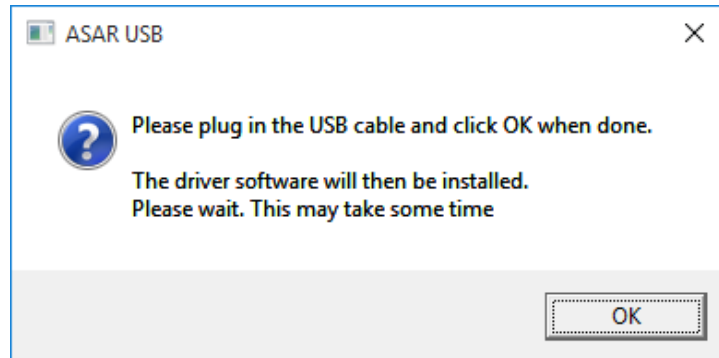 ASAR USB
Please plug in the USB cable and click OK when done.
The driver software will then be installed.
Please wait. This may take some time
OK